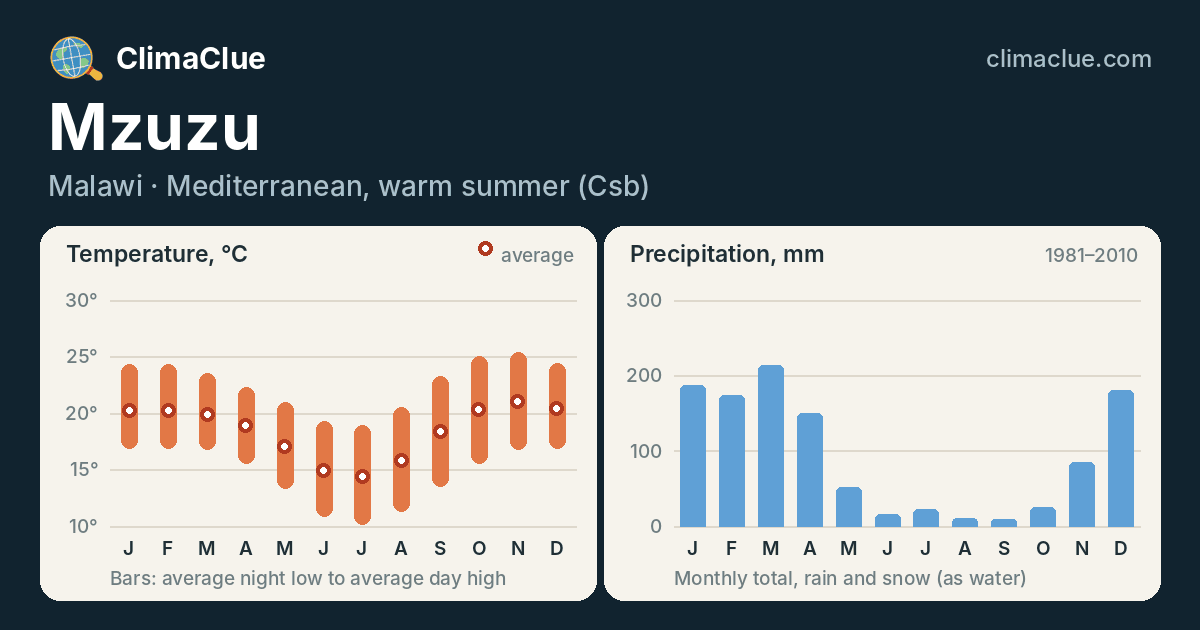 ClimaClue
climaclue.com
Mzuzu
Malawi · Mediterranean, warm summer (Csb)
Temperature, °C
average
30°
25°
20°
15°
10°
J F M A M J J A S O N D
Bars: average night low to average day high
Precipitation, mm
1981–2010
300
200
100
0
J F M A M J J A S O N D
Monthly total, rain and snow (as water)